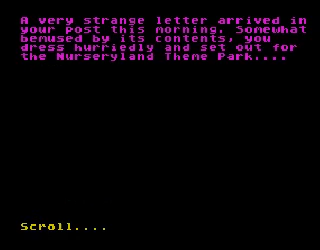 A very strange letter arrived in
your post this morning. Somewhat
bemused by its contents, you
dress hurriedly and set out for
the Nurseryland Theme Park....
Scroll....